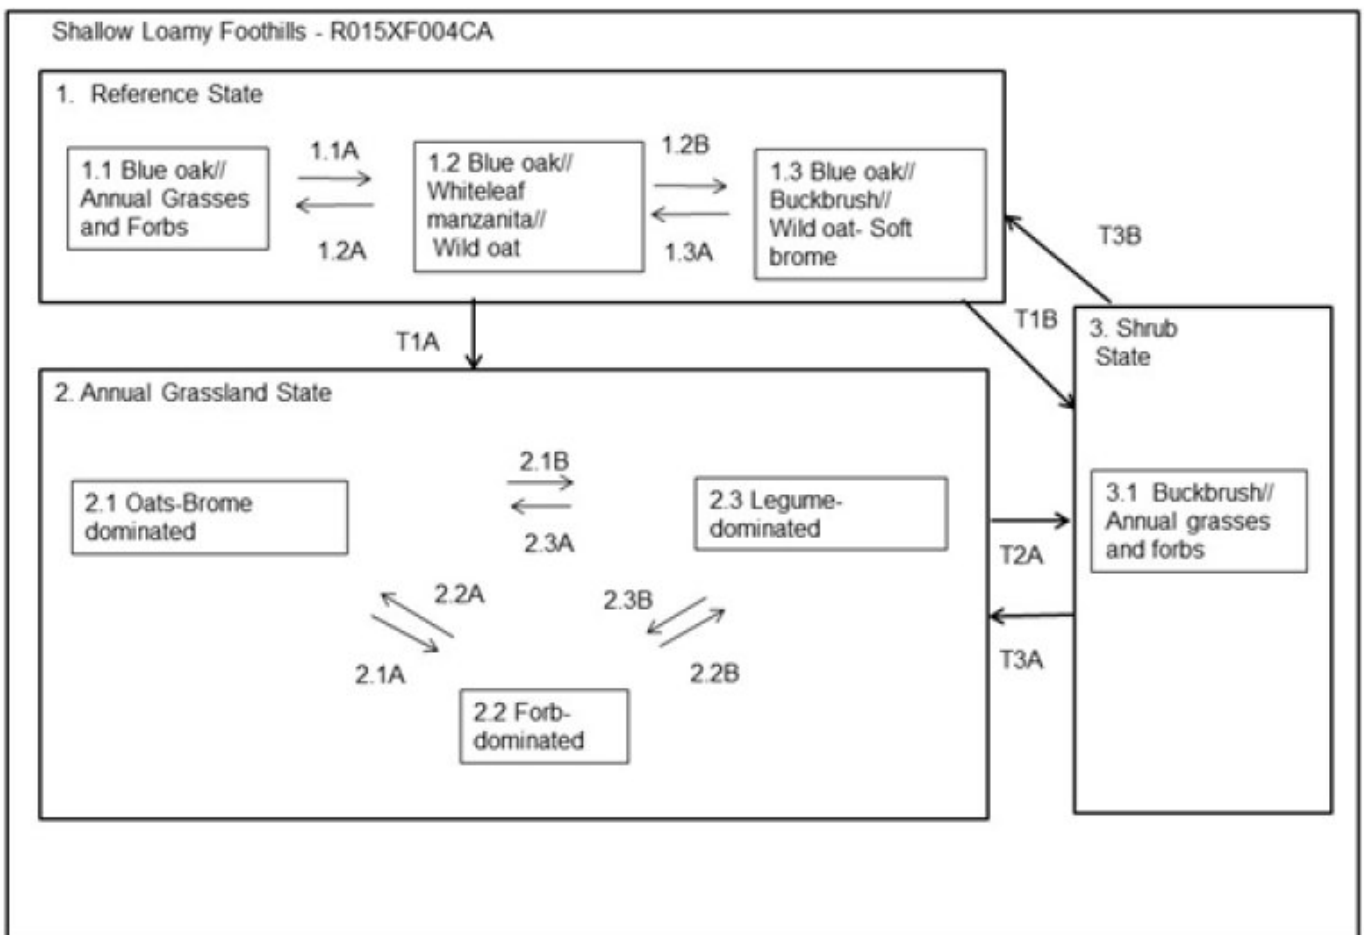 Shallow Loamy Foothills - R015XF004CA
1. Reference State
1.1 Blue oak//
Annual Grasses
and Forbs
1.1A
1.2A
1.2 Blue oak//
Whiteleaf
manzanita//
Wild oat
1.2B
1.3A
1.3 Blue oak//
Buckbrush//
Wild oat- Soft
brome
T3B
T1B
T1A
3. Shrub
State
2. Annual Grassland State
2.1 Oats-Brome
dominated
2.1B
2.3A
2.3 Legume-
dominated
3.1 Buckbrush//
Annual grasses
and forbs
T2A
2.2A
2.3B
2.1A
2.2B
T3A
2.2 Forb-
dominated